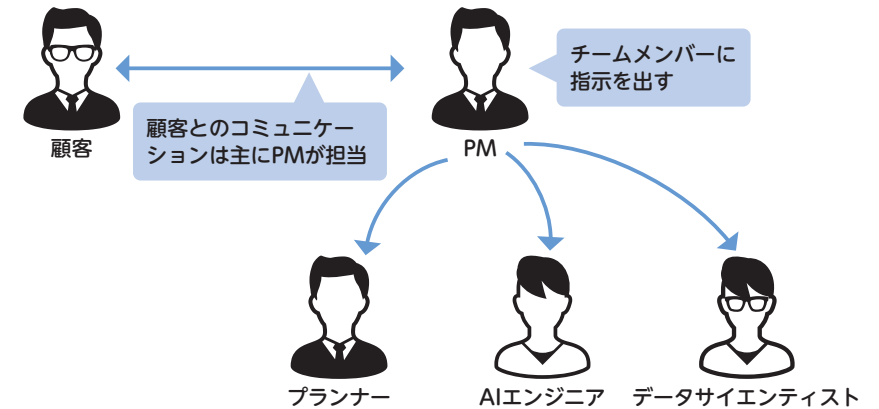 チームメンバーに
指示を出す
顧客とのコミュニケー
ションは主にPMが担当
顧客
PM
プランナー
AIエンジニア
データサイエンティスト